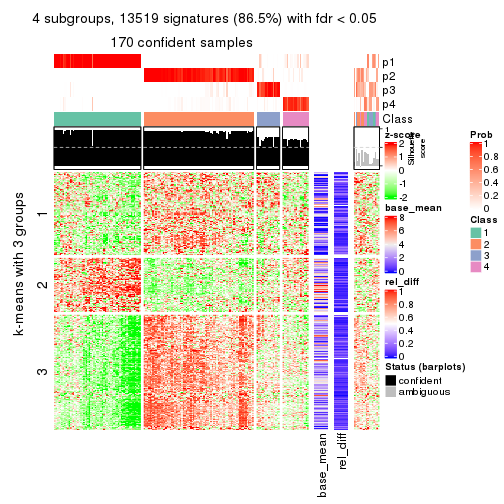 4 subgroups, 13519 signatures (86.5%) with fdr < 0.05
170 confident samples
p1
p2
p3
p4
Class
1
Silhouette
score
z-score
2
1
0
-1
-2
base_mean
8
6
4
2
0
rel_diff
1
0.8
0.6
0.4
0.2
0
Status (barplots)
confident
ambiguous
Prob
1
0.8
0.6
0.4
0.2
0
Class
1
2
3
4
k-means with 3 groups
1
2
3
base_mean
rel_diff